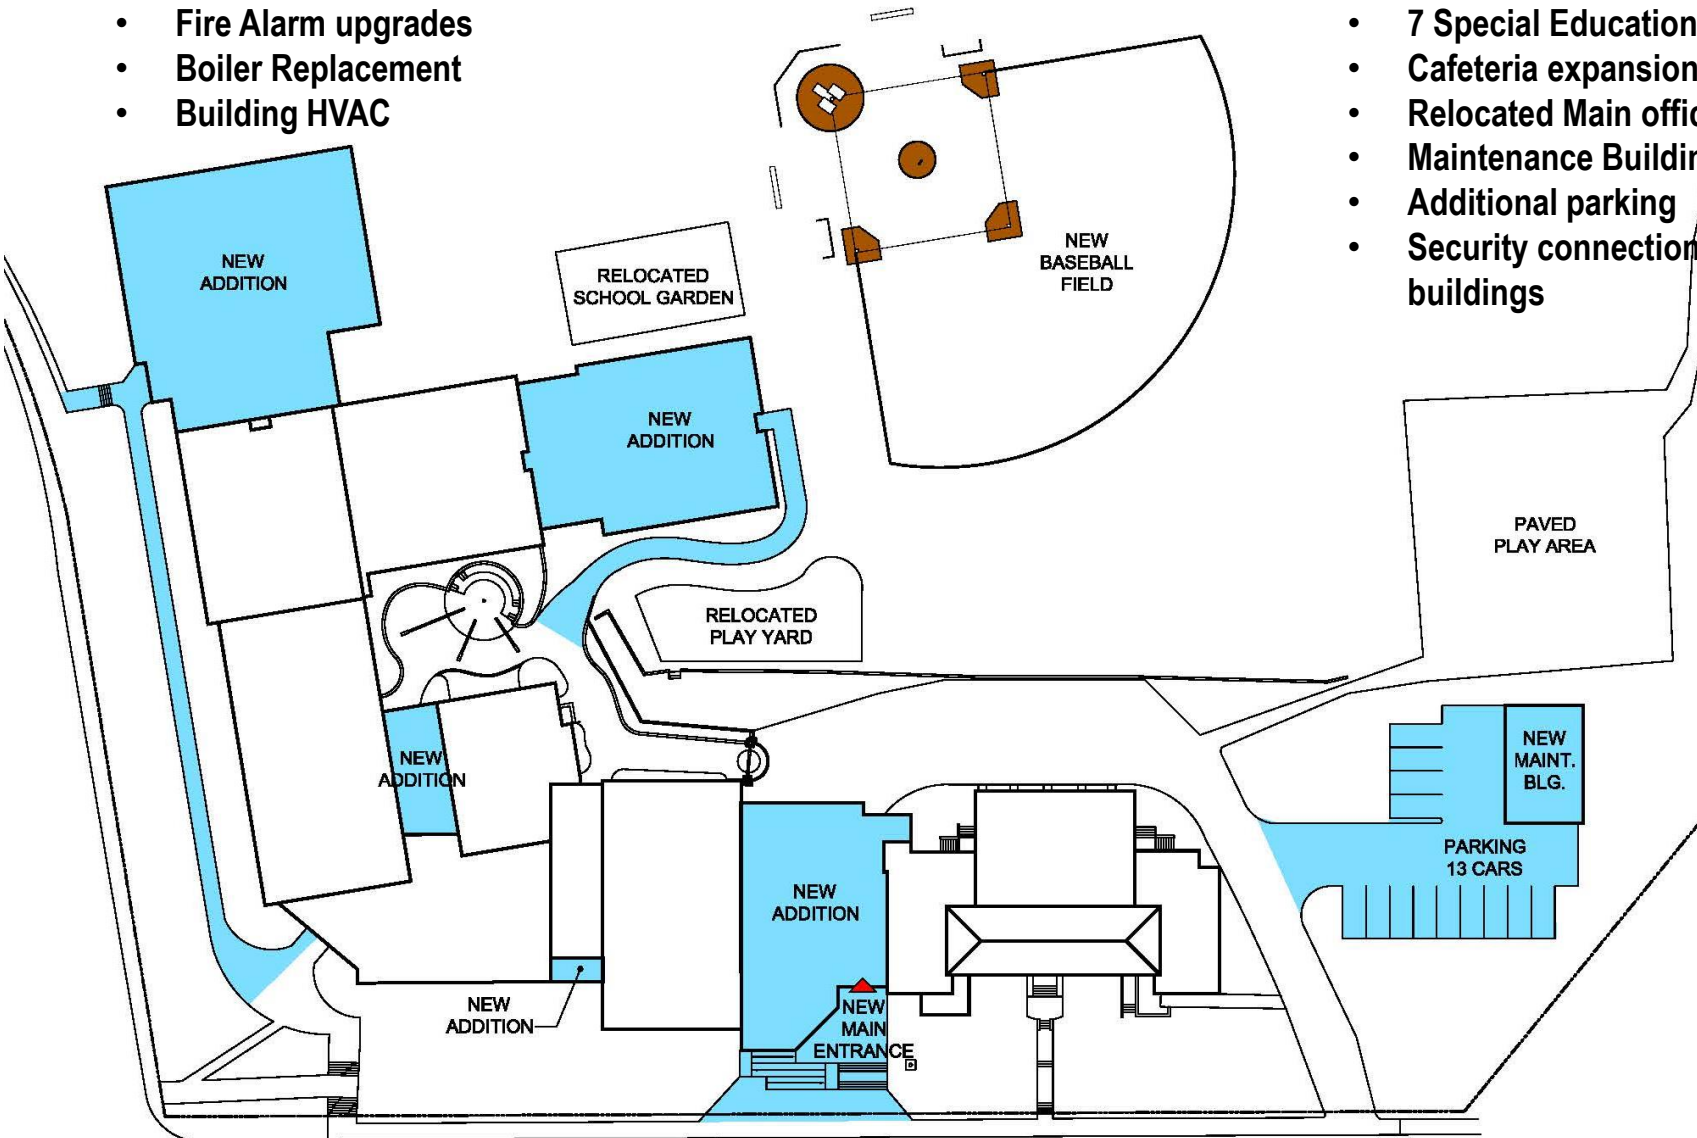 • Fire Alarm upgrades
• Boiler Replacement
• Building HVAC
• 7 Special Education
• Cafeteria expansion
• Relocated Main
• Maintenance
• Additional parking
• Security connection
buildings
NEW
ADDITION
RELOCATED
SCHOOL GARDEN
NEW
BASEBALL
FIELD
NEW
ADDITION
PAVED
PLAY AREA
RELOCATED
PLAY YARD
NEW
ADDITION
NEW
MAINT.
BLG.
PARKING
13 CARS
NEW
ADDITION
NEW
ADDITION
NEW
MAIN
ENTRANCE